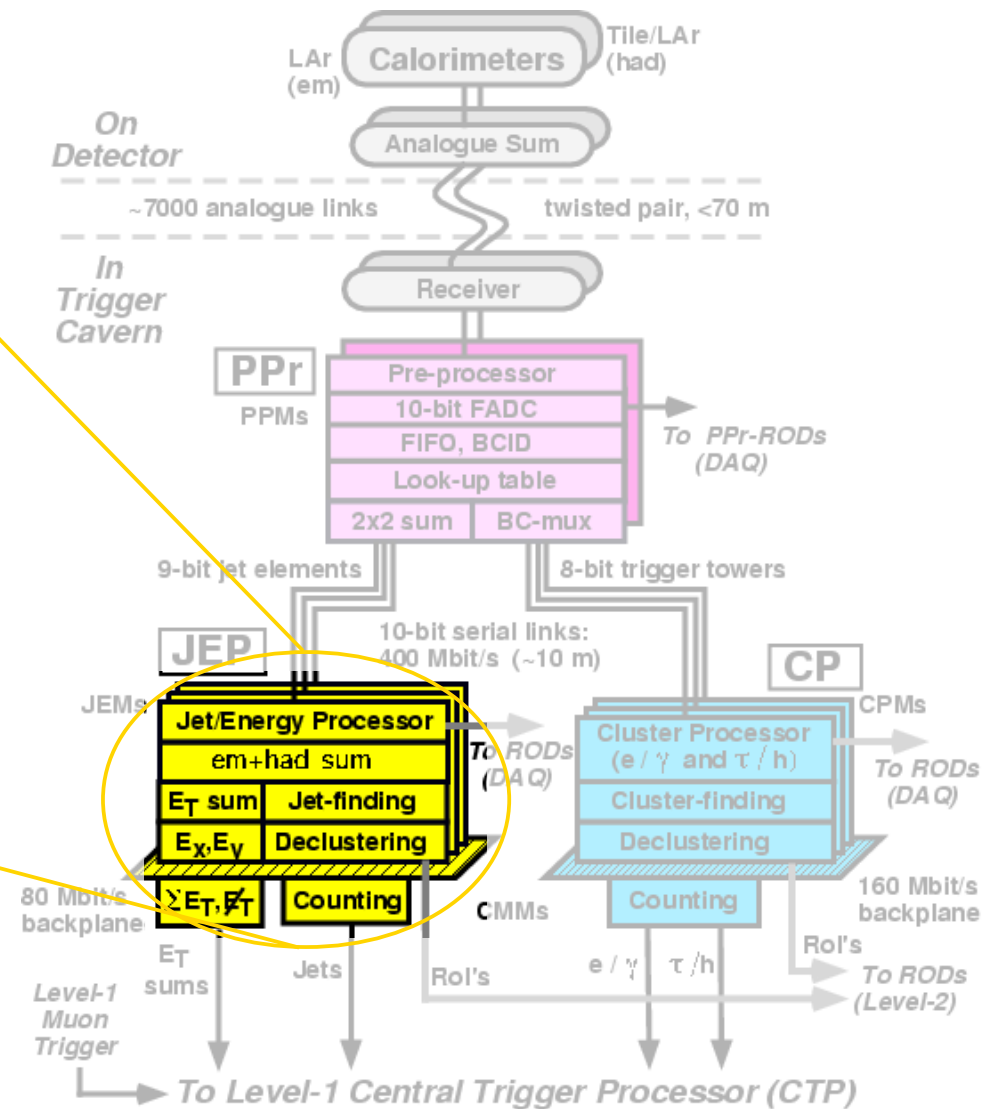 LAr
(em)
Calorimeters
Tile/LAr
(had)
On
Detector
Analogue Sum
~7000 analogue links
twisted pair, <70 m
In
Trigger
Cavern
Receiver
PPr
PPMs
Pre-processor
10-bit FADC
FIFO, BCID
Look-up table
2x2 sum
BC-mux
To PPr-RODs
(DAQ)
9-bit jet elements
8-bit trigger towers
10-bit serial links:
400 Mbit/s (~10 m)
JEP
CP
JEMs
Jet/Energy Processor
em+had sum
ET sum
Jet-finding
Ex,Ey
Declustering
To RODs
(DAQ)
CPMs
Cluster Processor
(e / γ and τ / h)
Cluster-finding
Declustering
To RODs
(DAQ)
80 Mbit/s
backplane
ΣET,E̸T
Counting
CMMs
Counting
160 Mbit/s
backplane
ET
sums
Jets
RoI's
e / γ
τ /h
RoI's
To RODs
(Level-2)
Level-1
Muon
Trigger
To Level-1 Central Trigger Processor (CTP)